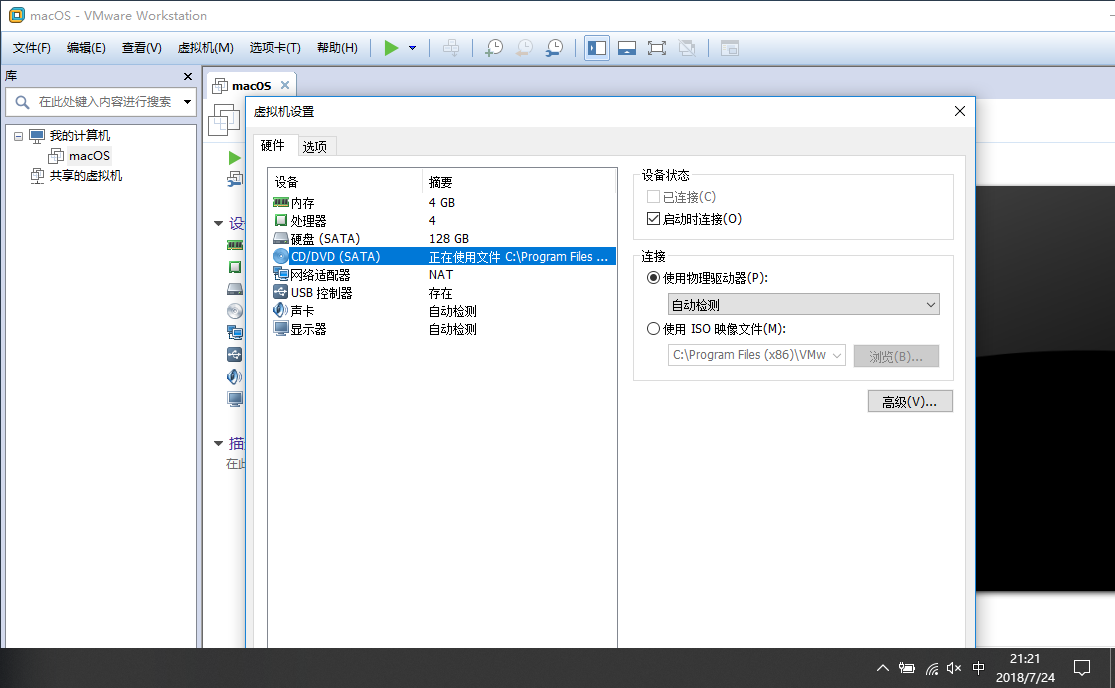 macOS - VMware Workstation
文件(F) 编辑(E) 查看(V) 虚拟机(M) 选项卡(T) 帮助(H)
库
在此处键入内容进行搜索
我的计算机
macOS
共享的虚拟机
macOS
设
描
在此
虚拟机设置
硬件 选项
设备 摘要
内存 4 GB
处理器 4
硬盘 (SATA) 128 GB
CD/DVD (SATA) 正在使用文件 C:\Program Files ...
网络适配器 NAT
USB 控制器 存在
声卡 自动检测
显示器 自动检测
设备状态
已连接(C)
启动时连接(O)
连接
使用物理驱动器(P):
自动检测
使用 ISO 映像文件(M):
C:\Program Files (x86)\VMw 浏览(B)...
高级(V)...
中
21:21
2018/7/24